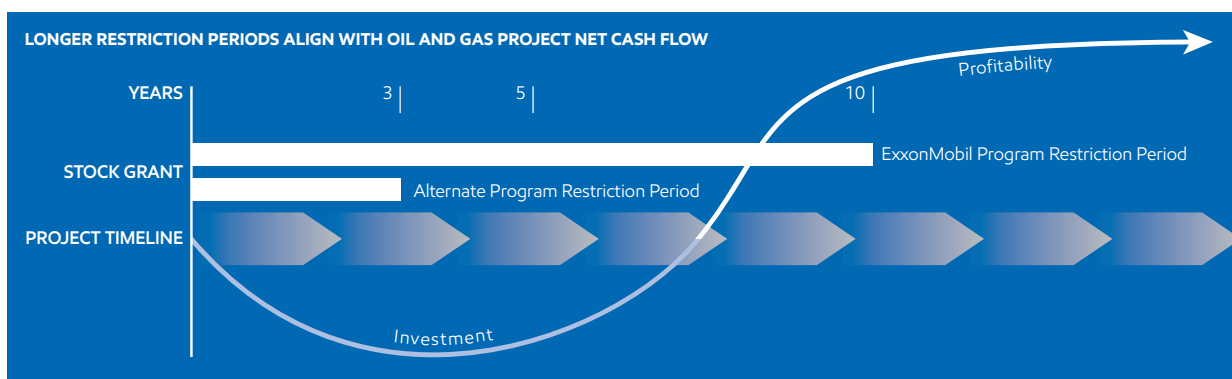 LONGER RESTRICTION PERIODS ALIGN WITH OIL AND GAS PROJECT NET CASH FLOW
Profitability
YEARS 3 5 10
ExxonMobil Program Restriction Period
STOCK GRANT
Alternate Program Restriction Period
PROJECT TIMELINE
Investment